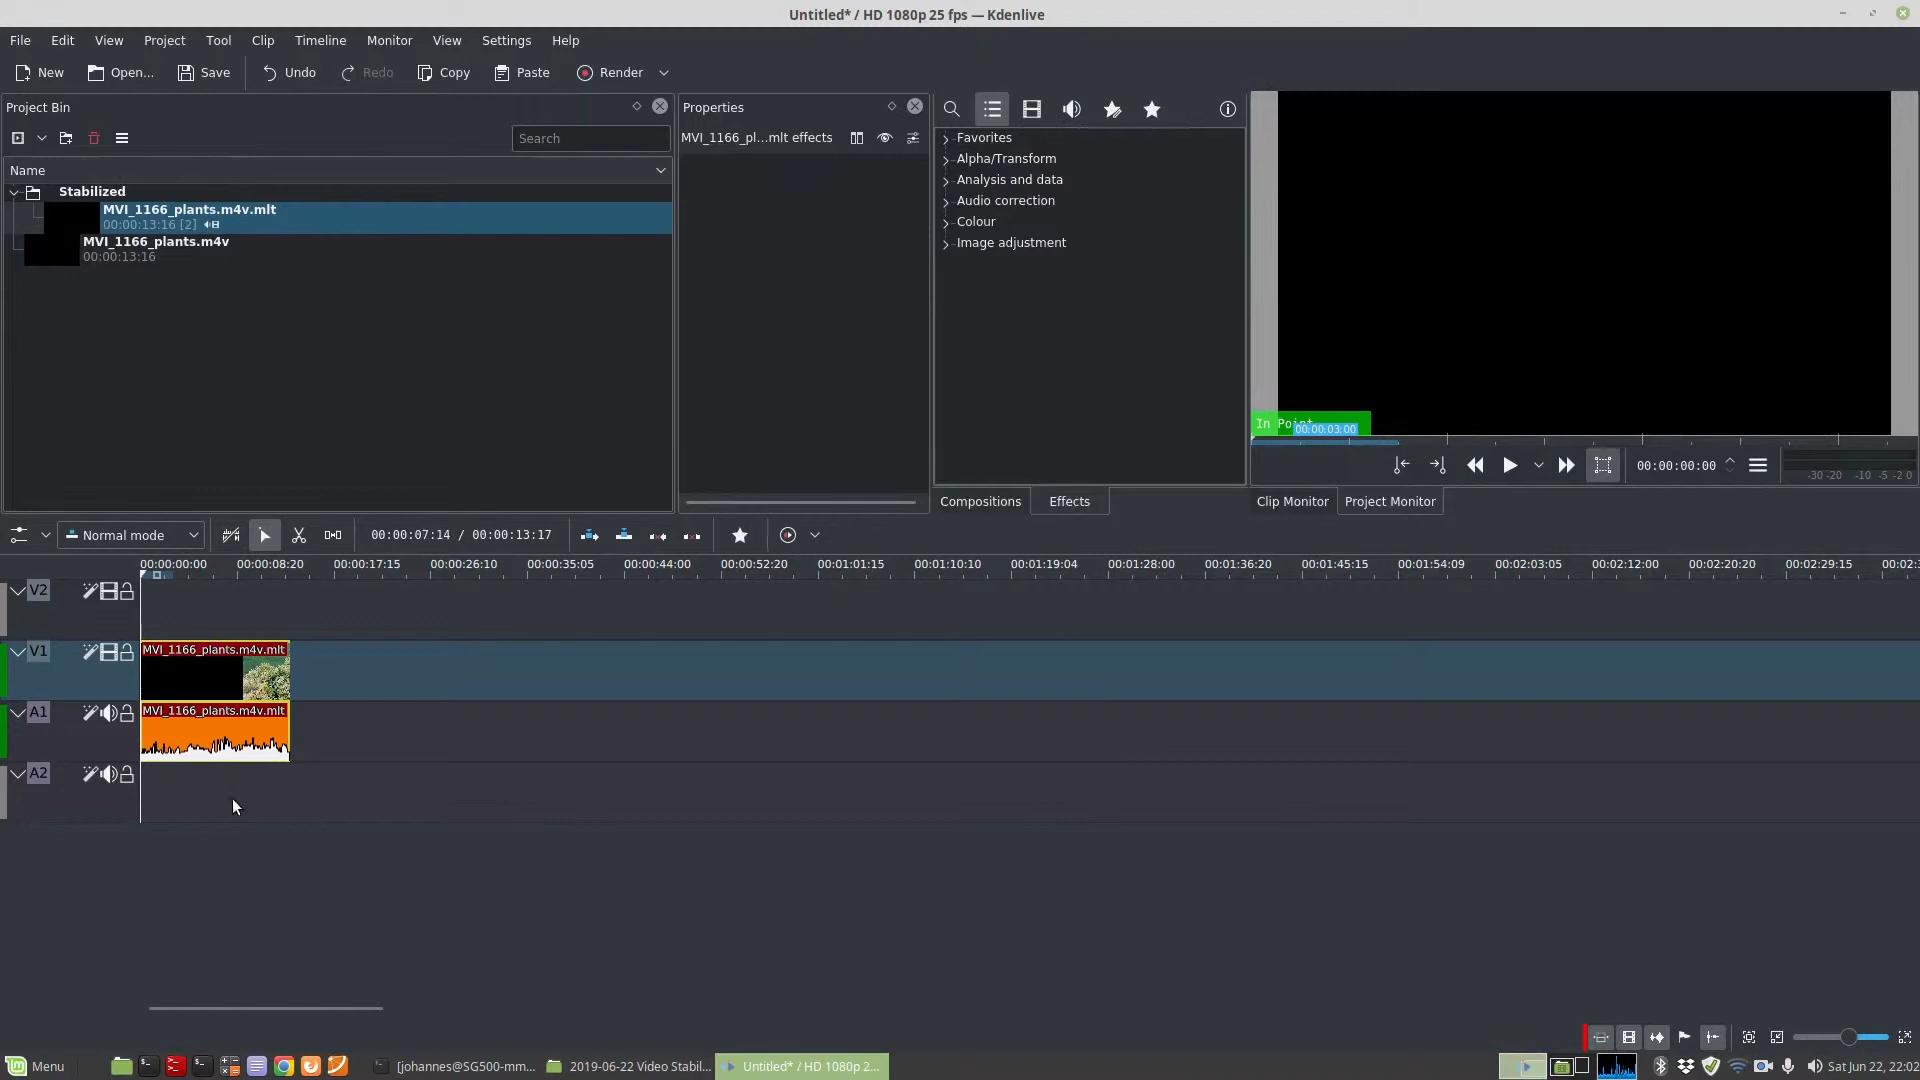 Untitled* / HD 1080p 25 fps — Kdenlive
File Edit View Project Tool Clip Timeline Monitor View Settings Help
New Open... Save Undo Redo Copy Paste Render
Project Bin
Properties
Search
MVI_1166_pl...mlt effects
Name
Stabilized
MVI_1166_plants.m4v.mlt
00:00:13:16 [2]
MVI_1166_plants.m4v
00:00:13:16
Favorites
Alpha/Transform
Analysis and data
Audio correction
Colour
Image adjustment
In Point
00:00:03:00
00:00:00:00
-30 -20 -10 -5 -2 0
Compositions Effects
Clip Monitor Project Monitor
Normal mode
00:00:07:14 / 00:00:13:17
00:00:00:00 00:00:08:20 00:00:17:15 00:00:26:10 00:00:35:05 00:00:44:00 00:00:52:20 00:01:01:15 00:01:10:10 00:01:19:04 00:01:28:00 00:01:36:20 00:01:45:15 00:01:54:09 00:02:03:05 00:02:12:00 00:02:20:20 00:02:29:15 00:02:
V2
V1
MVI_1166_plants.m4v.mlt
A1
MVI_1166_plants.m4v.mlt
A2
Menu
[johannes@SG500-mm...
2019-06-22 Video Stabil...
Untitled* / HD 1080p 2...
Sat Jun 22, 22:02